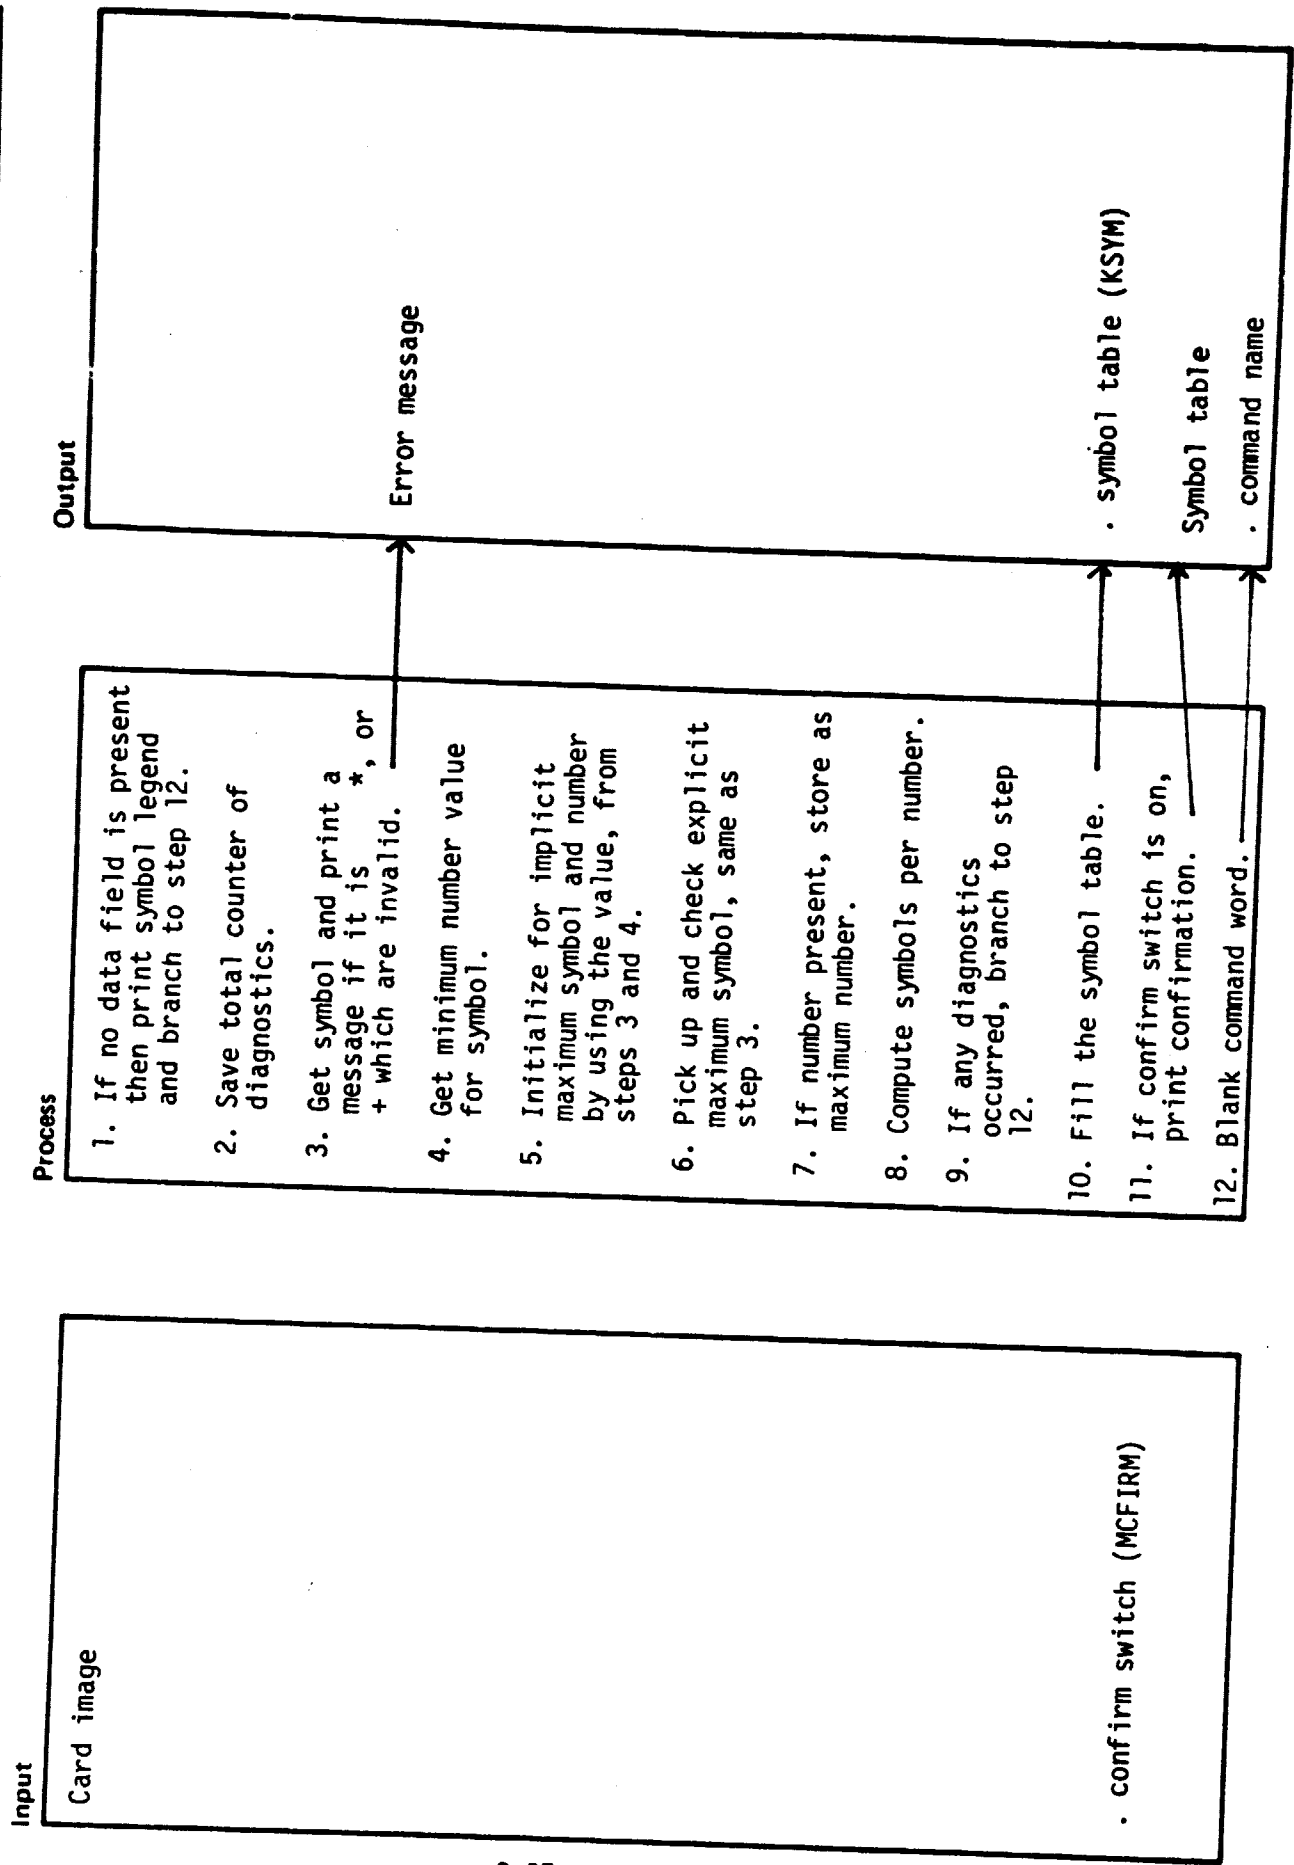 Input
Card image
. confirm switch (MCFIRM)
Process
1. If no data field is present
then print symbol legend
and branch to step 12.
2. Save total counter of
diagnostics.
3. Get symbol and print a
message if it is *, or
+ which are invalid.
4. Get minimum number value
for symbol.
5. Initialize for implicit
maximum symbol and number
by using the value, from
steps 3 and 4.
6. Pick up and check explicit
maximum symbol, same as
step 3.
7. If number present, store as
maximum number.
8. Compute symbols per number.
9. If any diagnostics
occurred, branch to step
12.
10. Fill the symbol table.
11. If confirm switch is on,
print confirmation.
12. Blank command word.
Output
Error message
. symbol table (KSYM)
Symbol table
. command name